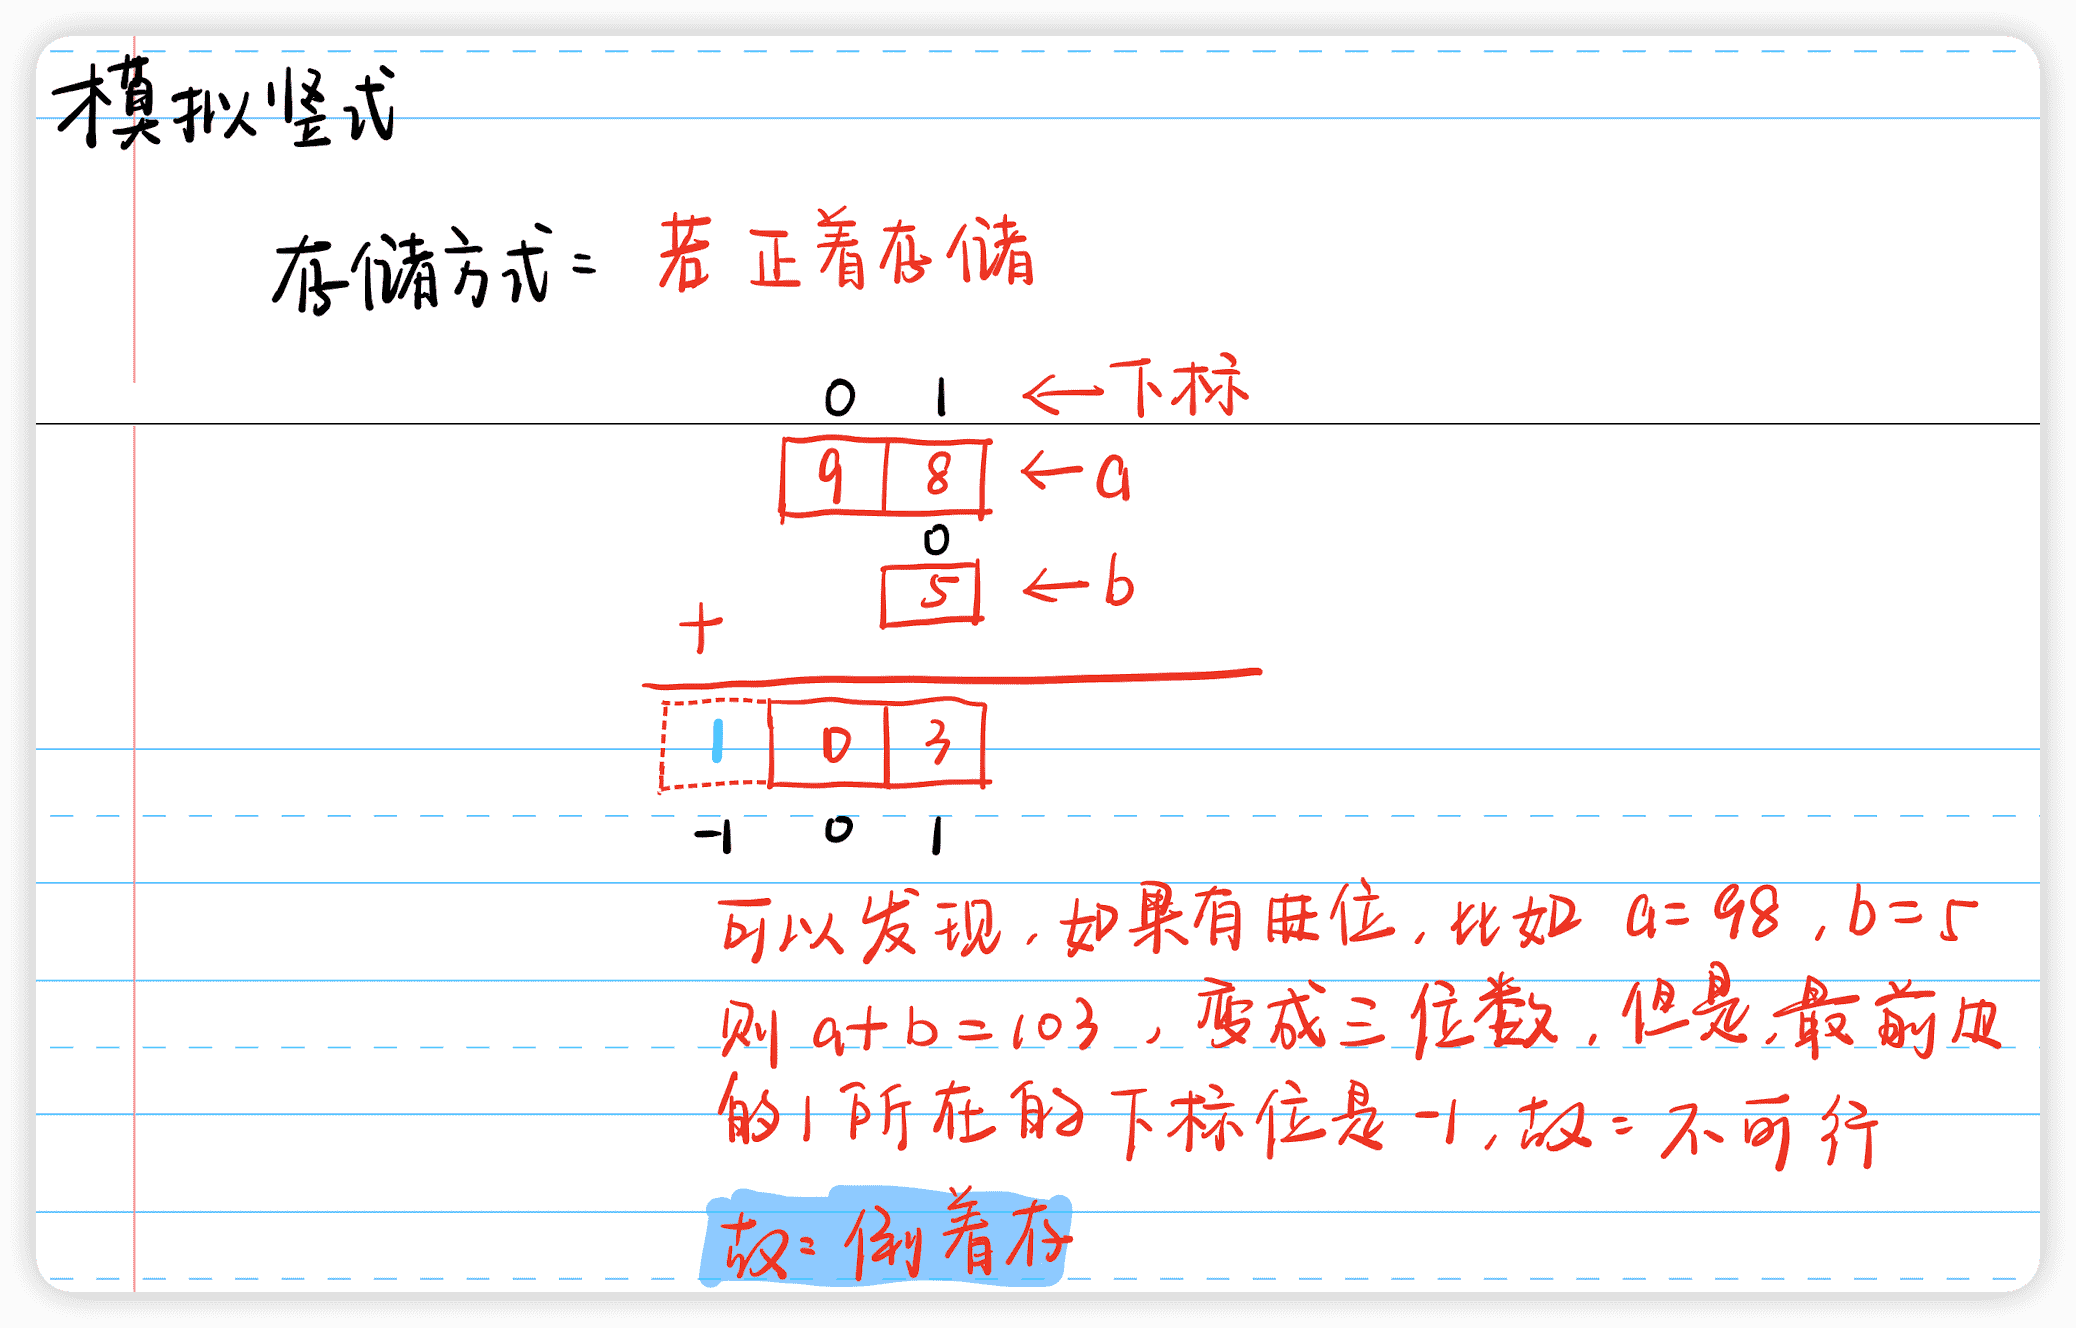 模拟竖式
存储方式: 若正着存储
0 1 ←下标
9 8 ←a
0
5 ←b
+
1 0 3
-1 0 1
可以发现,如果有进位,比如 a=98,b=5
则 a+b=103,变成三位数,但是,最前边
的1所在的下标位是-1,故:不可行
故:倒着存